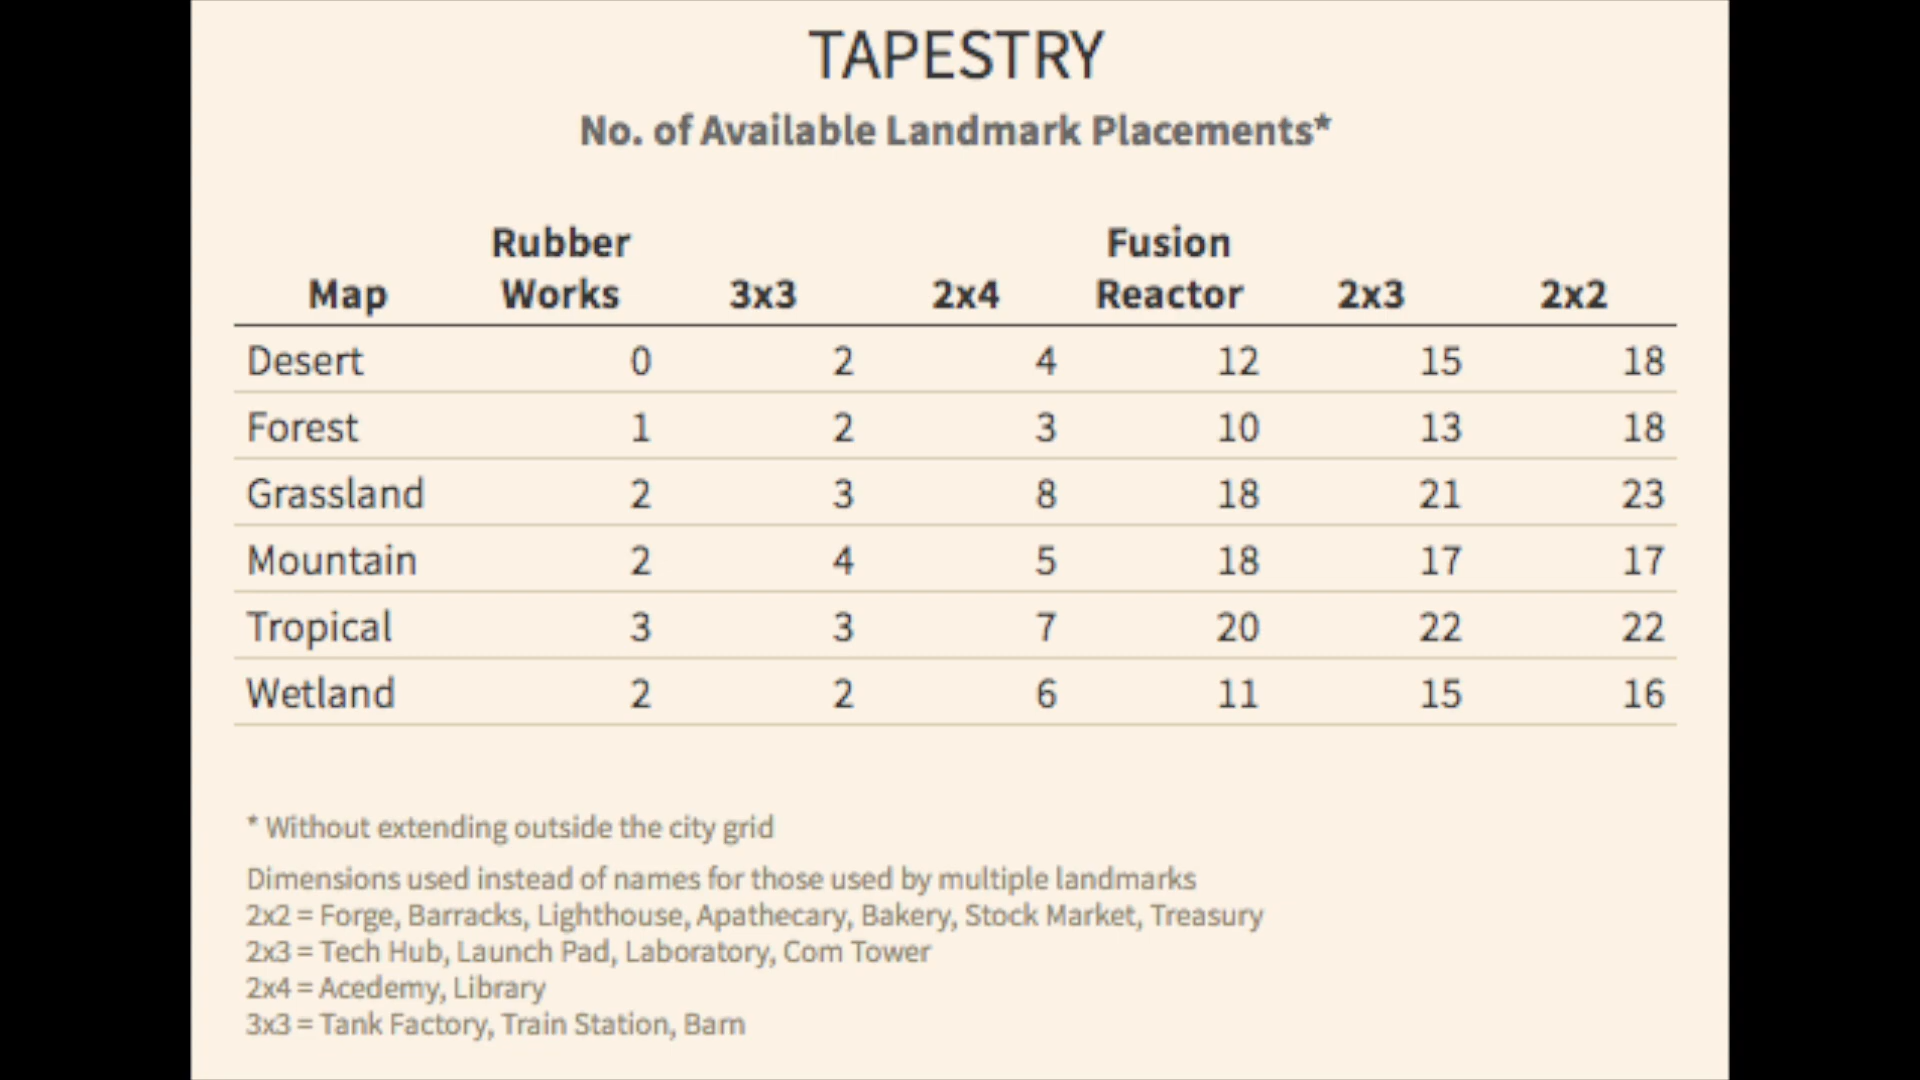 TAPESTRY
No. of Available Landmark Placements*
Map Rubber Works 3x3 2x4 Fusion Reactor 2x3 2x2
Desert 0 2 4 12 15 18
Forest 1 2 3 10 13 18
Grassland 2 3 8 18 21 23
Mountain 2 4 5 18 17 17
Tropical 3 3 7 20 22 22
Wetland 2 2 6 11 15 16
* Without extending outside the city grid
Dimensions used instead of names for those used by multiple landmarks
2x2 = Forge, Barracks, Lighthouse, Apathecary, Bakery, Stock Market, Treasury
2x3 = Tech Hub, Launch Pad, Laboratory, Com Tower
2x4 = Acedemy, Library
3x3 = Tank Factory, Train Station, Barn